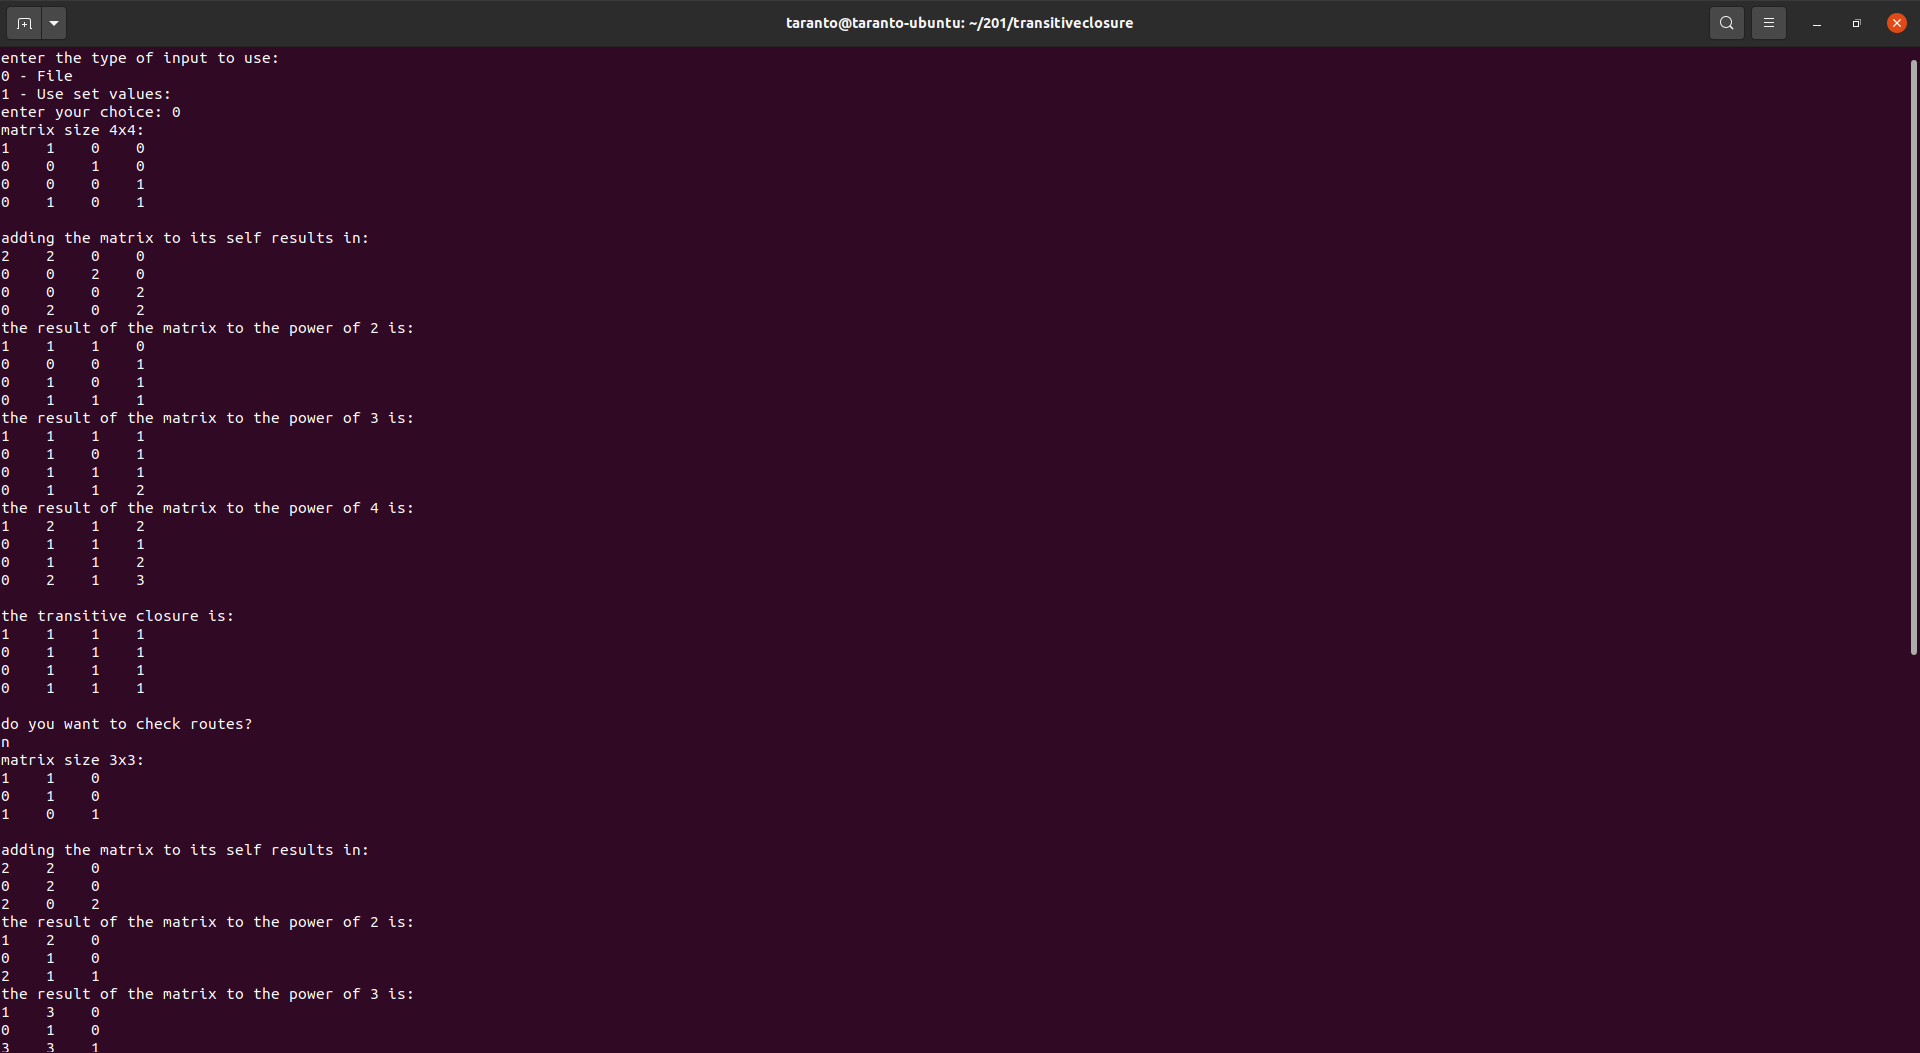 taranto@taranto-ubuntu: ~/201/transitiveclosure
enter the type of input to use:
0 - File
1 - Use set values:
enter your choice: 0
matrix size 4x4:
1    1    0    0
0    0    1    0
0    0    0    1
0    1    0    1
adding the matrix to its self results in:
2    2    0    0
0    0    2    0
0    0    0    2
0    2    0    2
the result of the matrix to the power of 2 is:
1    1    1    0
0    0    0    1
0    1    0    1
0    1    1    1
the result of the matrix to the power of 3 is:
1    1    1    1
0    1    0    1
0    1    1    1
0    1    1    2
the result of the matrix to the power of 4 is:
1    2    1    2
0    1    1    1
0    1    1    2
0    2    1    3
the transitive closure is:
1    1    1    1
0    1    1    1
0    1    1    1
0    1    1    1
do you want to check routes?
n
matrix size 3x3:
1    1    0
0    1    0
1    0    1
adding the matrix to its self results in:
2    2    0
0    2    0
2    0    2
the result of the matrix to the power of 2 is:
1    2    0
0    1    0
2    1    1
the result of the matrix to the power of 3 is:
1    3    0
0    1    0
3    3    1